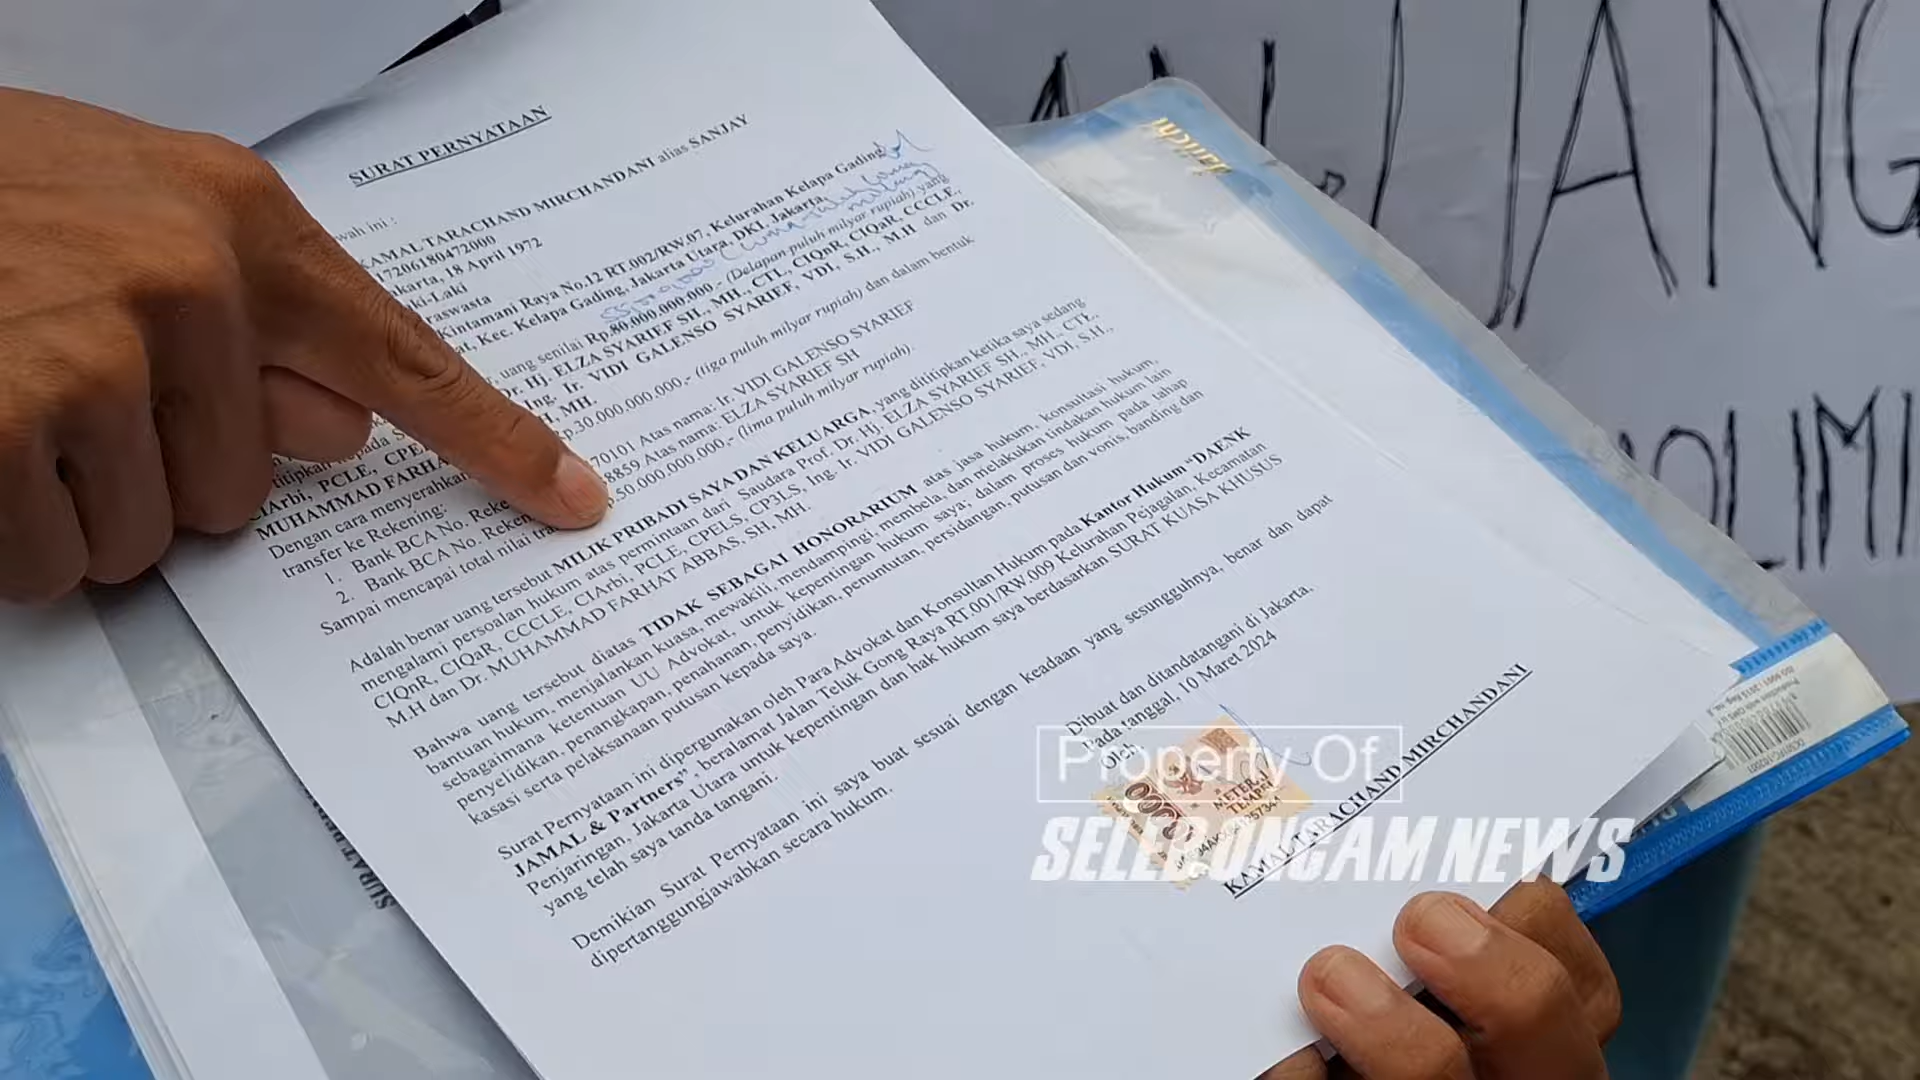 SURAT PERNYATAAN
wah ini :
KAMAL TARACHAND MIRCHANDANI alias SANJAY
17206180472000
akarta, 18 April 1972
aki-Laki
raswasta
Kintamani Raya No.12 RT.002/RW.07, Kelurahan Kelapa Gading
at, Kec. Kelapa Gading, Jakarta Utara, DKI, Jakarta,
uang senilai Rp.80.000.000.000,- (Delapan puluh milyar rupiah) yang
titipkan kepada S Dr. Hj. ELZA SYARIEF SH., MH., CTL, CIQnR, CIQaR, CCCLE,
CIArbi, PCLE, CPE Ing. Ir. VIDI GALENSO SYARIEF, VDI, S.H., M.H dan Dr.
MUHAMMAD FARHA H, MH.
Dengan cara menyerahkan p.30.000.000.000,- (tiga puluh milyar rupiah) dan dalam bentuk
transfer ke Rekening:
1. Bank BCA No. Reke 70101 Atas nama: Ir. VIDI GALENSO SYARIEF
2. Bank BCA No. Reken 8859 Atas nama: ELZA SYARIEF SH
Sampai mencapai total nilai tra .50.000.000.000,- (lima puluh milyar rupiah).
Adalah benar uang tersebut MILIK PRIBADI SAYA DAN KELUARGA, yang dititipkan ketika saya sedang
mengalami persoalan hukum atas permintaan dari, Saudara Prof. Dr. Hj. ELZA SYARIEF SH., MH., CTL,
CIQnR, CIQaR, CCCLE, CIArbi, PCLE, CPELS, CP3LS, Ing. Ir. VIDI GALENSO SYARIEF, VDI, S.H.,
M.H dan Dr. MUHAMMAD FARHAT ABBAS, SH, MH.
Bahwa uang tersebut diatas TIDAK SEBAGAI HONORARIUM atas jasa hukum, konsultasi hukum,
bantuan hukum, menjalankan kuasa, mewakili, mendampingi, membela, dan melakukan tindakan hukum lain
sebagaimana ketentuan UU Advokat, untuk kepentingan hukum saya; dalam proses hukum pada tahap
penyelidikan, penangkapan, penahanan, penyidikan, penuntutan, persidangan, putusan dan vonis, banding dan
kasasi serta pelaksanaan putusan kepada saya.
Surat Pernyataan ini dipergunakan oleh Para Advokat dan Konsultan Hukum pada Kantor Hukum "DAENK
JAMAL & Partners", beralamat Jalan Teluk Gong Raya RT.001/RW.009 Kelurahan Pejagalan, Kecamatan
Penjaringan, Jakarta Utara untuk kepentingan dan hak hukum saya berdasarkan SURAT KUASA KHUSUS
yang telah saya tanda tangani.
Demikian Surat Pernyataan ini saya buat sesuai dengan keadaan yang sesungguhnya, benar dan dapat
dipertanggungjawabkan secara hukum.
Dibuat dan ditandatangani di Jakarta,
Pada tanggal, 10 Maret 2024
Oleh
METERAI
TEMPEL
KAMAL TARACHAND MIRCHANDANI
Property Of
SELEBONGAM NEWS